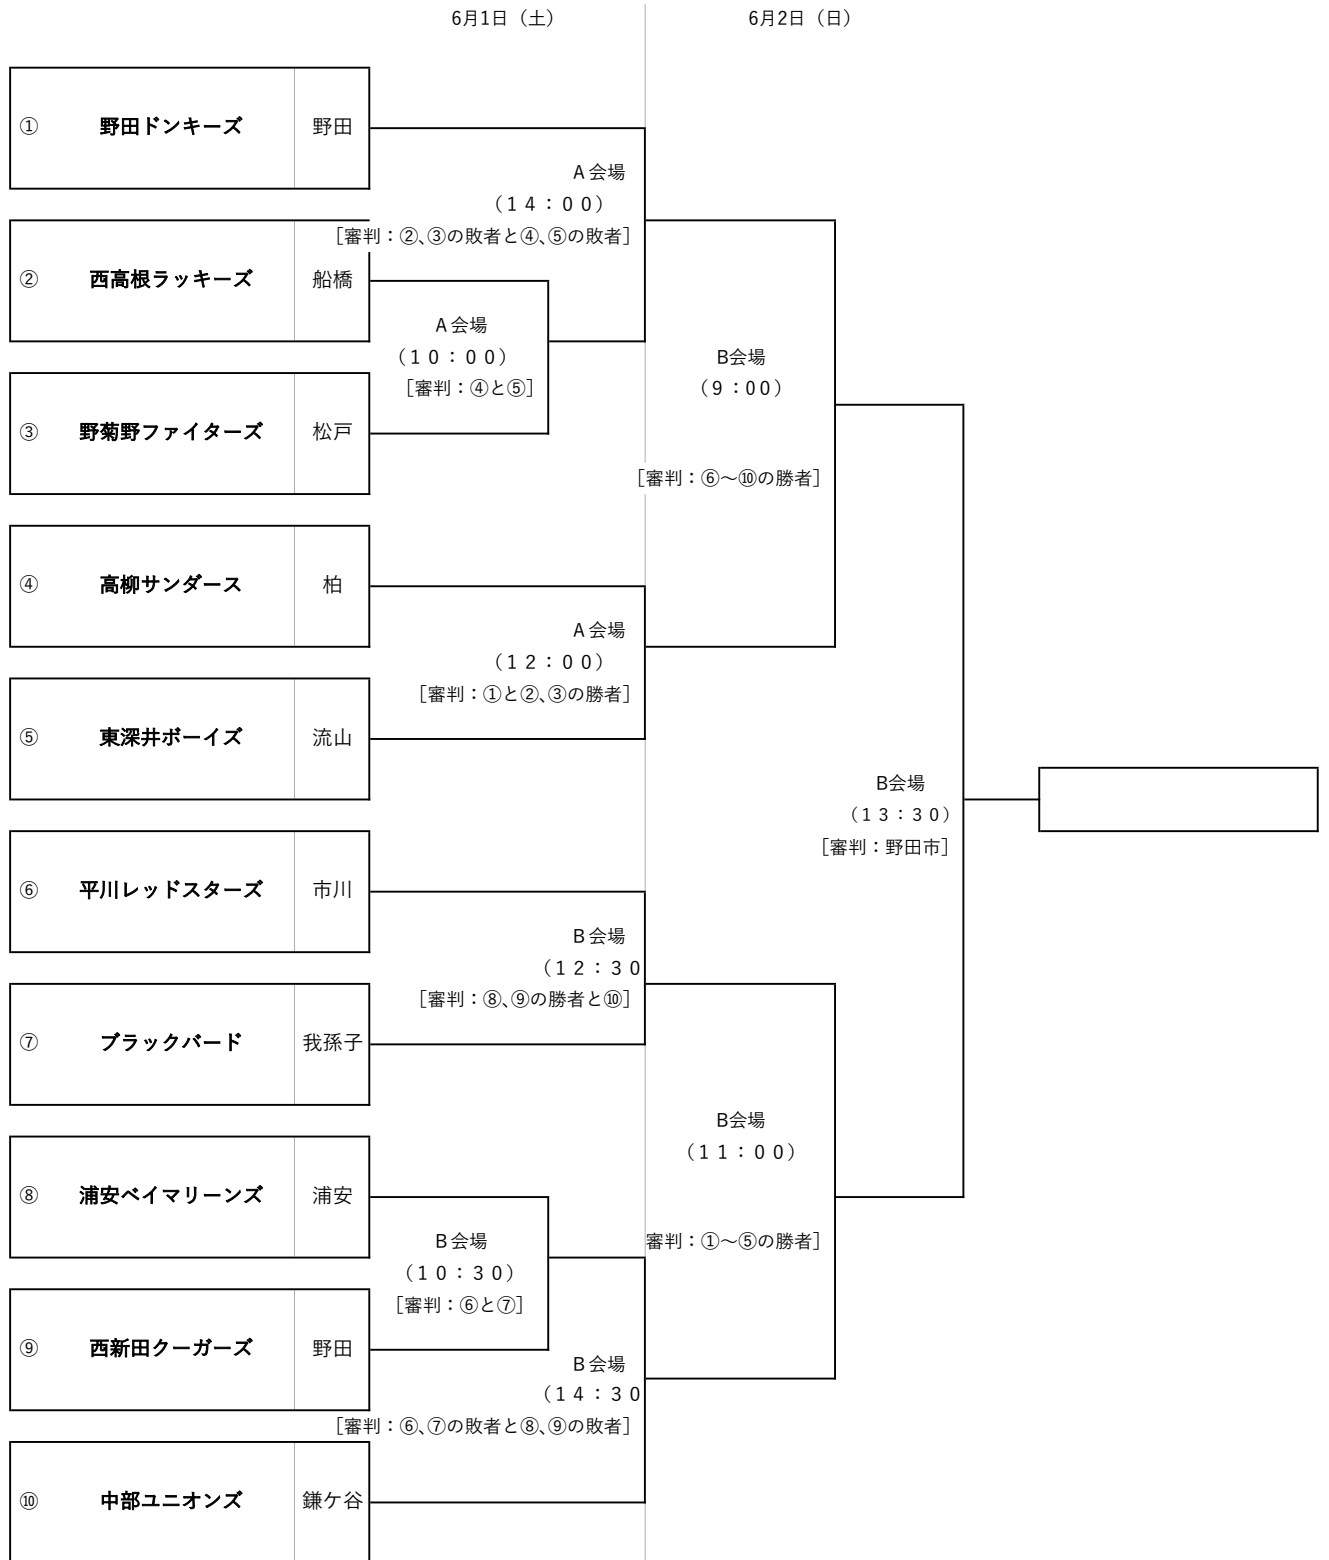 6月1日（土）
6月2日（日）
① 野田ドンキーズ 野田
A会場
（１４：００）
［審判：②、③の敗者と④、⑤の敗者］
② 西高根ラッキーズ 船橋
A会場
（１０：００）
［審判：④と⑤］
B会場
（９：００）
③ 野菊野ファイターズ 松戸
［審判：⑥～⑩の勝者］
④ 高柳サンダース 柏
A会場
（１２：００）
［審判：①と②、③の勝者］
⑤ 東深井ボーイズ 流山
B会場
（１３：３０）
［審判：野田市］
⑥ 平川レッドスターズ 市川
B会場
（１２：３０
［審判：⑧、⑨の勝者と⑩］
⑦ ブラックバード 我孫子
B会場
（１１：００）
⑧ 浦安ベイマリーンズ 浦安
B会場
（１０：３０）
［審判：⑥と⑦］
審判：①～⑤の勝者］
⑨ 西新田クーガーズ 野田
B会場
（１４：３０
［審判：⑥、⑦の敗者と⑧、⑨の敗者］
⑩ 中部ユニオンズ 鎌ケ谷